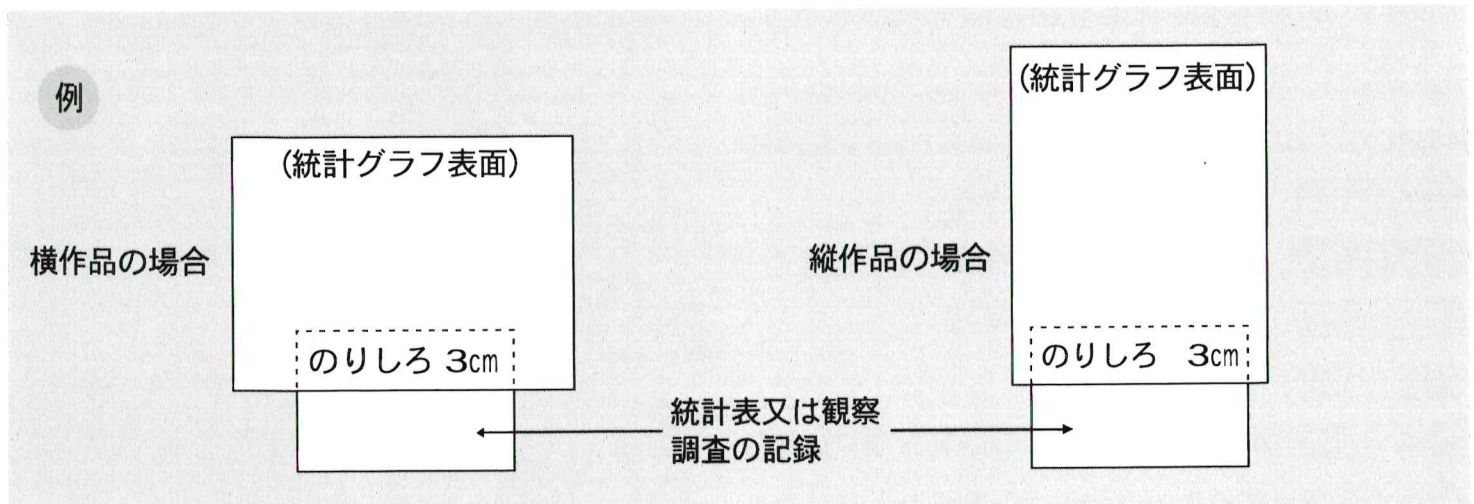 例
横作品の場合
(統計グラフ表面)
のりしろ 3㎝
縦作品の場合
(統計グラフ表面)
のりしろ 3㎝
統計表又は観察
調査の記録